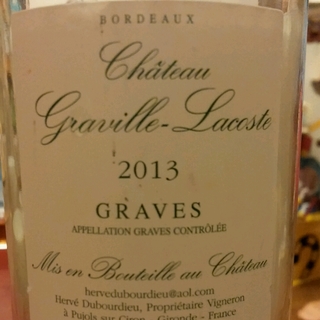 BORDEAUX
Château
Graville-Lacoste
2013
GRAVES
APPELLATION GRAVES CONTRÔLÉE
Mis en Bouteille au Château
hervedubourdieu@aol.com
Hervé Dubourdieu, Propriétaire Vigneron
à Pujols sur Ciron - Gironde - France